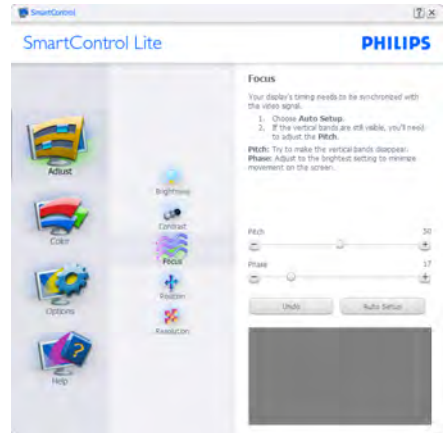 SmartControl
SmartControl Lite
PHILIPS
Adjust
Color
Options
Help
Brightness
Contrast
Focus
Position
Resolution
Focus
Your display's timing needs to be synchronized with
the video signal.
1. Choose Auto Setup.
2. If the vertical bands are still visible, you'll need
to adjust the Pitch.
Pitch: Try to make the vertical bands disappear.
Phase: Adjust to the brightest setting to minimize
movement on the screen.
Pitch 50
Phase 17
Undo Auto Setup